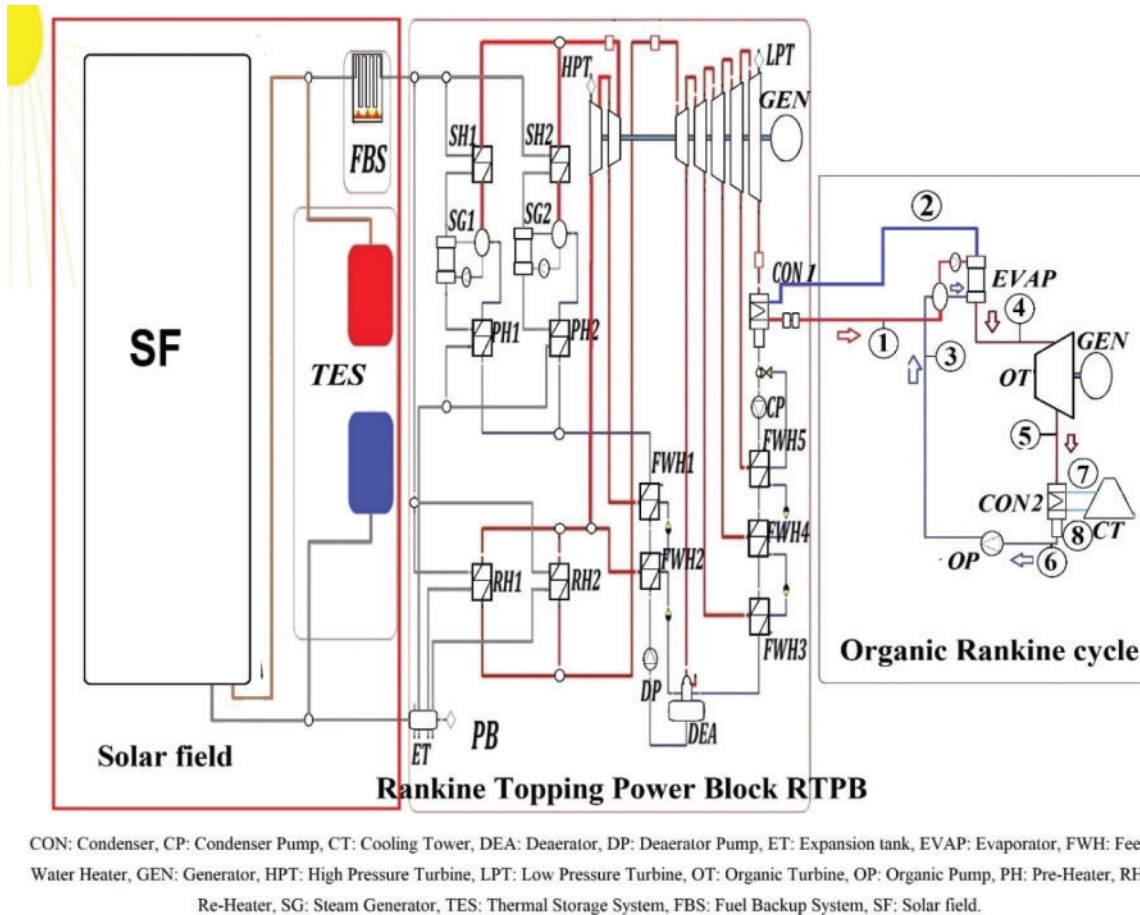 HPT
LPT
GEN
FBS
SH1
SH2
SG1
SG2
PH1
PH2
SF
TES
CON 1
2
EVAP
4
1
3
GEN
OT
5
7
CON 2
CT
8
6
OP
CP
FWH5
FWH1
FWH4
FWH2
RH1
RH2
FWH3
DP
DEA
ET
PB
Organic Rankine cycle
Solar field
Rankine Topping Power Block RTPB
CON: Condenser, CP: Condenser Pump, CT: Cooling Tower, DEA: Deaerator, DP: Deaerator Pump, ET: Expansion tank, EVAP: Evaporator, FWH: Fee
Water Heater, GEN: Generator, HPT: High Pressure Turbine, LPT: Low Pressure Turbine, OT: Organic Turbine, OP: Organic Pump, PH: Pre-Heater, RH
Re-Heater, SG: Steam Generator, TES: Thermal Storage System, FBS: Fuel Backup System, SF: Solar field.